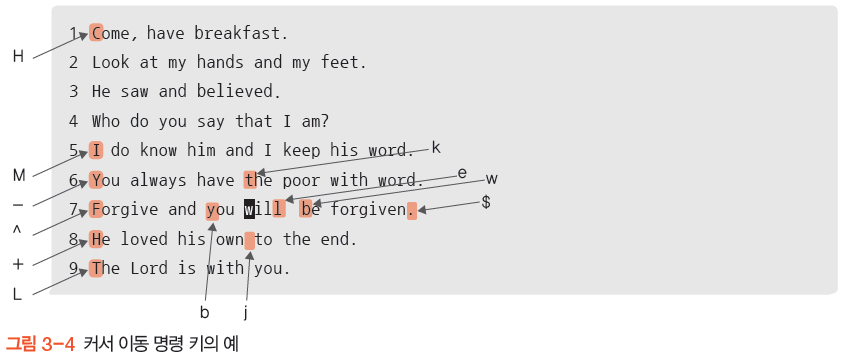 H
1 Come, have breakfast.
2 Look at my hands and my feet.
3 He saw and believed.
4 Who do you say that I am?
M
5 I do know him and I keep his word.
k
–
6 You always have the poor with word.
e
w
^
7 Forgive and you will be forgiven.
$
+
8 He loved his own to the end.
L
9 The Lord is with you.
b
j
그림 3-4 커서 이동 명령 키의 예